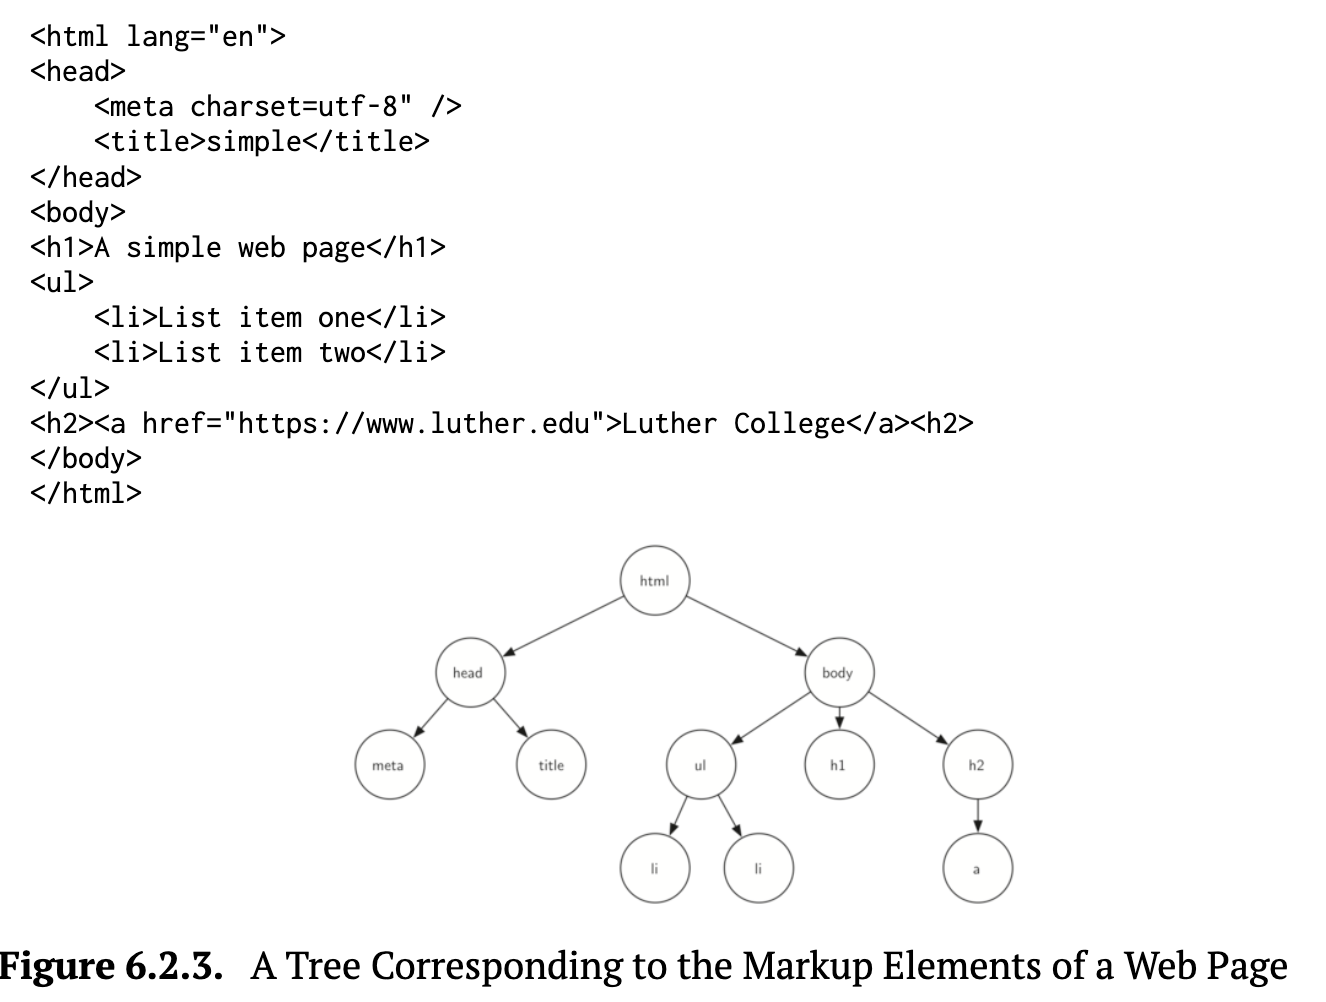 <html lang="en">
<head>
    <meta charset=utf-8" />
    <title>simple</title>
</head>
<body>
<h1>A simple web page</h1>
<ul>
    <li>List item one</li>
    <li>List item two</li>
</ul>
<h2><a href="https://www.luther.edu">Luther College</a><h2>
</body>
</html>
html
head
body
meta
title
ul
h1
h2
li
li
a
Figure 6.2.3. A Tree Corresponding to the Markup Elements of a Web Page